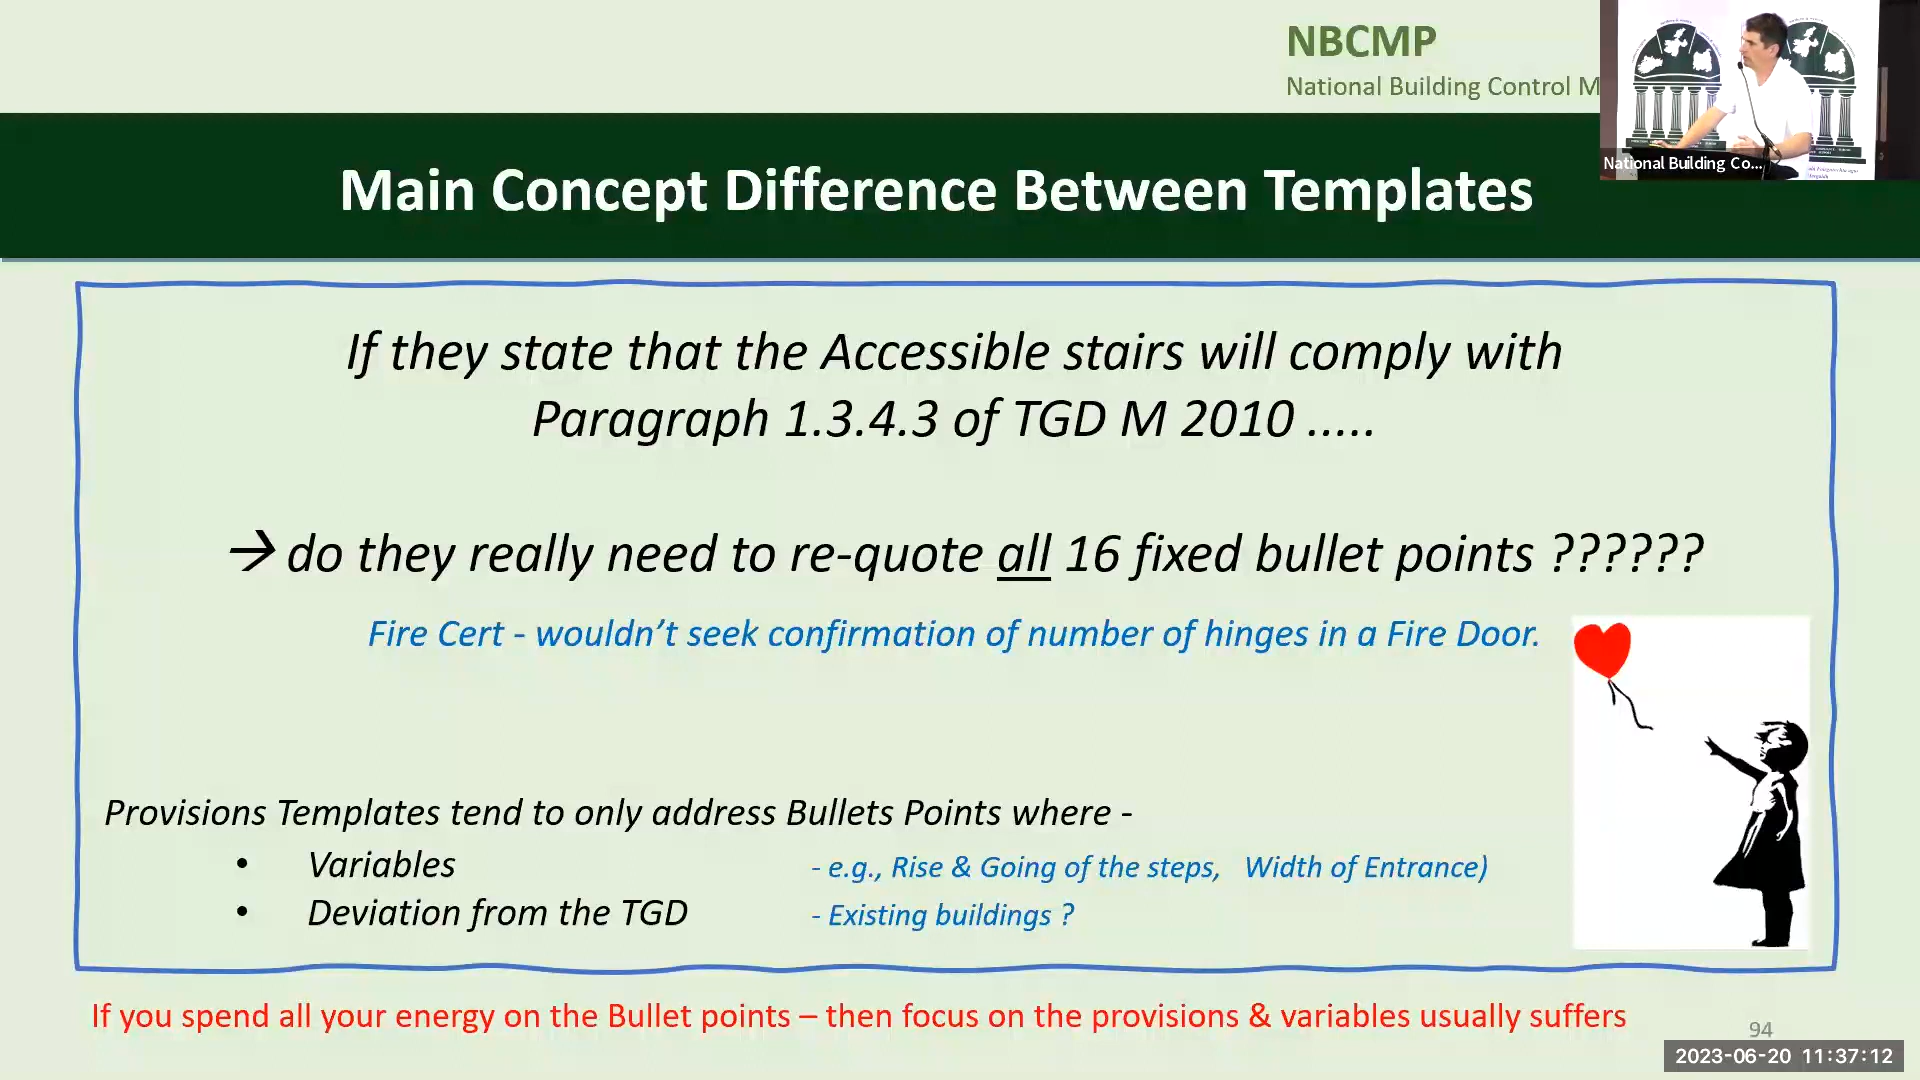 NBCMP
National Building Control M
National Building Co...
Main Concept Difference Between Templates
If they state that the Accessible stairs will comply with
Paragraph 1.3.4.3 of TGD M 2010 .....
→ do they really need to re-quote all 16 fixed bullet points ??????
Fire Cert - wouldn't seek confirmation of number of hinges in a Fire Door.
Provisions Templates tend to only address Bullets Points where -
• Variables - e.g., Rise & Going of the steps, Width of Entrance)
• Deviation from the TGD - Existing buildings ?
If you spend all your energy on the Bullet points – then focus on the provisions & variables usually suffers
94
2023-06-20 11:37:12